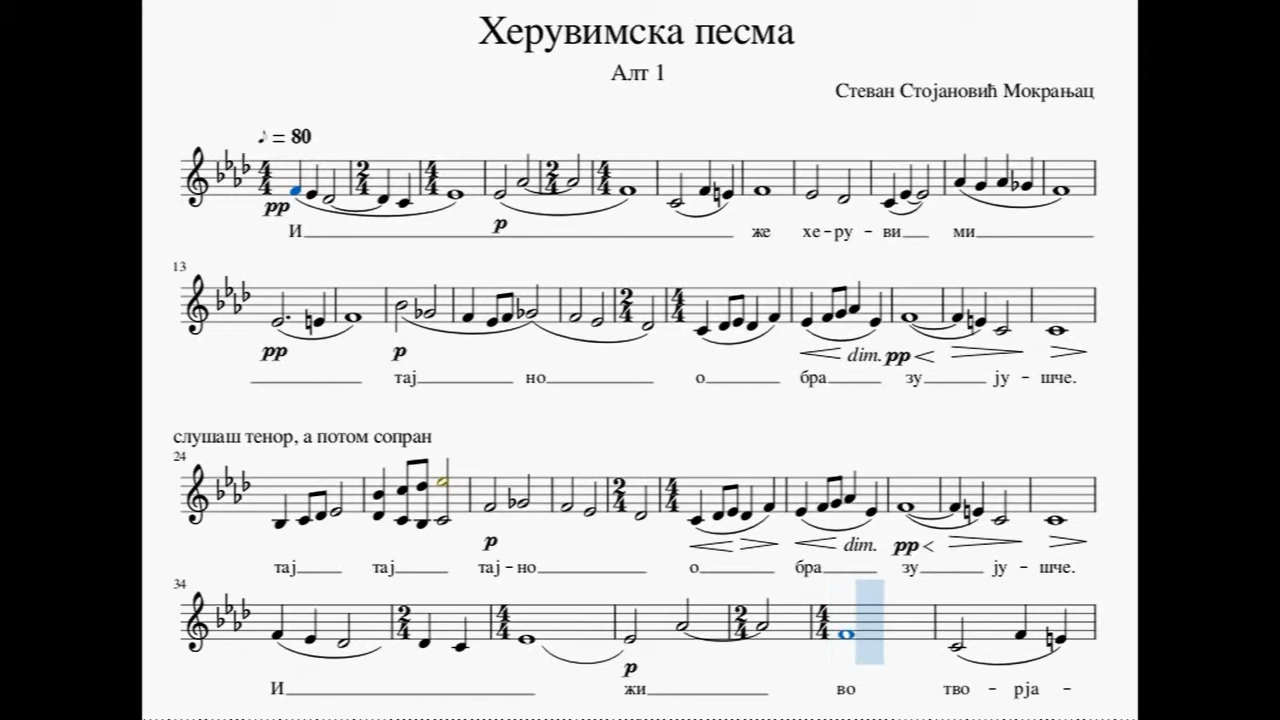 Херувимска песма
Алт 1
Стеван Стојановић Мокрањац
♪ = 80
pp p
И же хе-ру - ви ми
13
pp p dim. pp
тај но о бра зу ју - шче.
слушаш тенор, а потом сопран
24
p dim. pp
тај тај тај-но о бра зу ју - шче.
34
p
И жи во тво - рја -